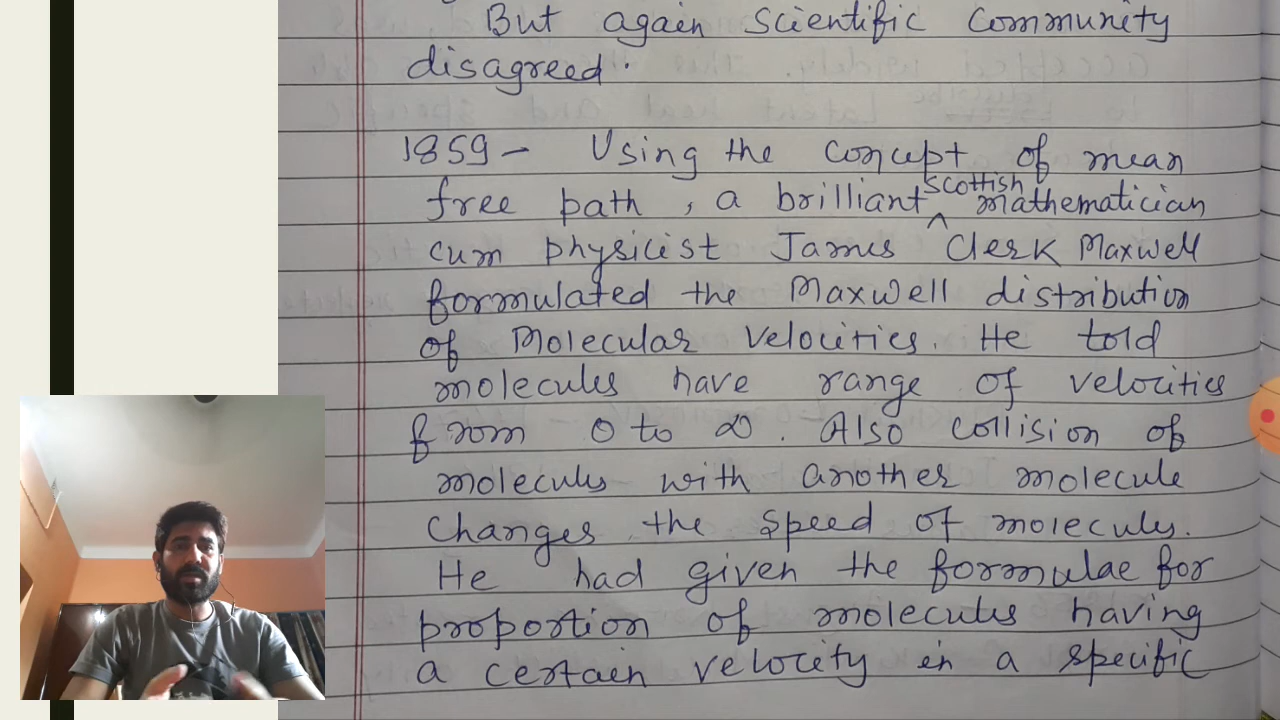 But again Scientific Community
disagreed.
1859 - Using the concept of mean
free path, a brilliant scottish mathematician
cum physicist James Clerk Maxwell
formulated the Maxwell distribution
of Molecular Velocities. He told
molecules have range of velocities
from 0 to ∞. Also collision of
molecules with another molecule
changes the speed of molecules.
He had given the formulae for
proportion of molecules having
a certain velocity in a specific